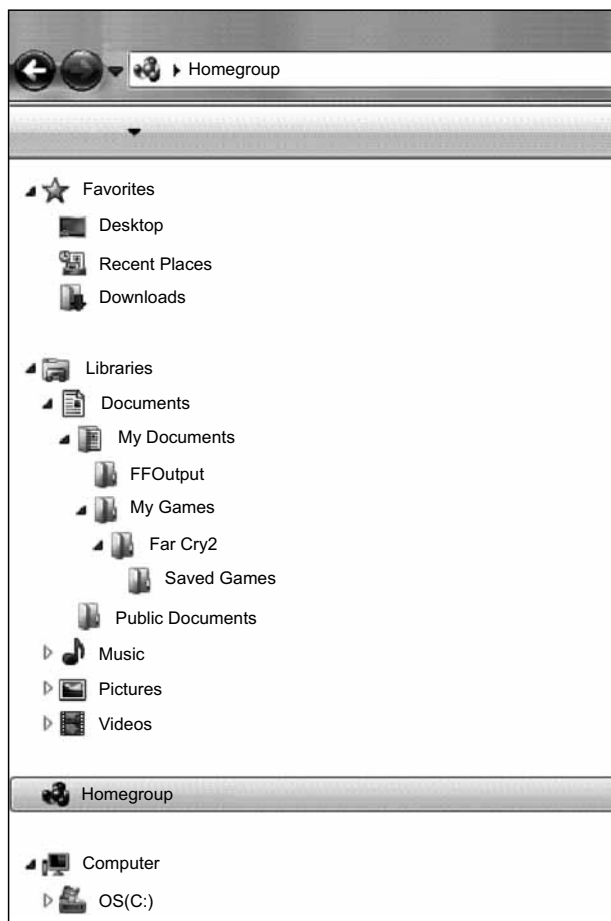 Homegroup
Favorites
Desktop
Recent Places
Downloads
Libraries
Documents
My Documents
FFOutput
My Games
Far Cry2
Saved Games
Public Documents
Music
Pictures
Videos
Homegroup
Computer
OS(C:)